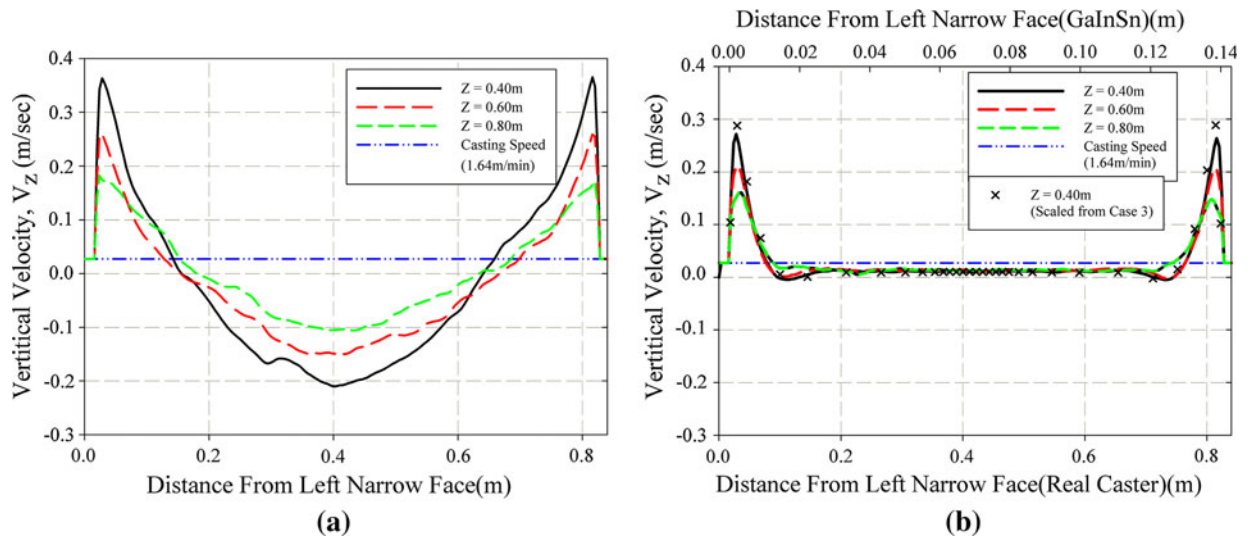 Distance From Left Narrow Face(GaInSn)(m)
0.00 0.02 0.04 0.06 0.08 0.10 0.12 0.14
0.4
0.3
0.2
0.1
0.0
-0.1
-0.2
-0.3
Vertitical Velocity, V_Z (m/sec)
Z = 0.40m
Z = 0.60m
Z = 0.80m
Casting Speed
(1.64m/min)
0.0 0.2 0.4 0.6 0.8
Distance From Left Narrow Face(m)
(a)
0.4
0.3
0.2
0.1
0.0
-0.1
-0.2
-0.3
Vertitical Velocity, V_Z (m/sec)
Z = 0.40m
Z = 0.60m
Z = 0.80m
Casting Speed
(1.64m/min)
Z = 0.40m
(Scaled from Case 3)
0.0 0.2 0.4 0.6 0.8
Distance From Left Narrow Face(Real Caster)(m)
(b)